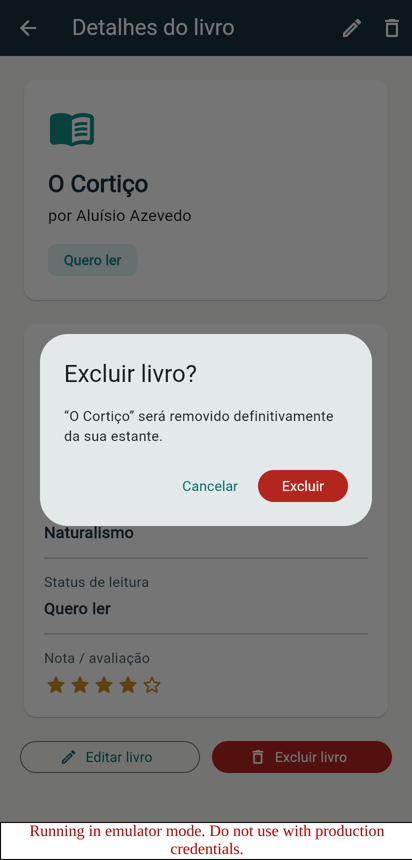 Detalhes do livro
O Cortiço
por Aluísio Azevedo
Quero ler
Excluir livro?
“O Cortiço” será removido definitivamente
da sua estante.
Cancelar
Excluir
Naturalismo
Status de leitura
Quero ler
Nota / avaliação
Editar livro
Excluir livro
Running in emulator mode. Do not use with production
credentials.